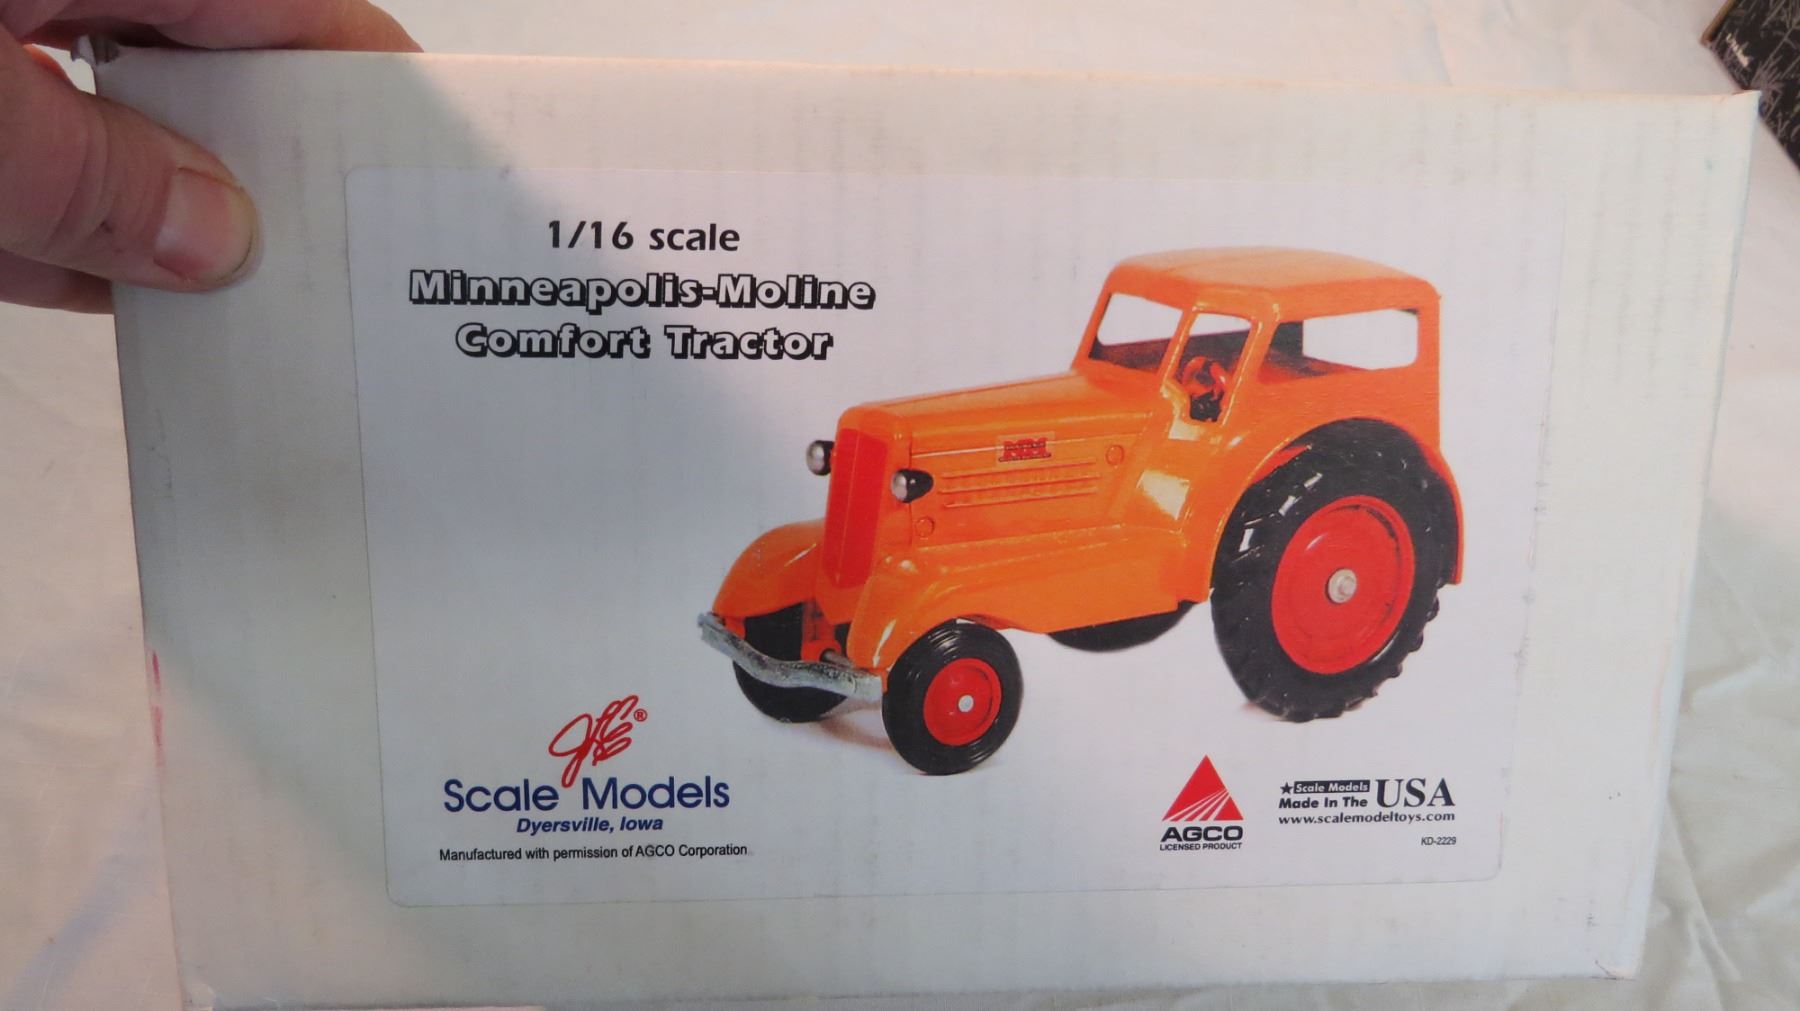 1/16 scale
Minneapolis-Moline
Comfort Tractor
MM
JLE®
Scale Models
Dyersville, Iowa
Manufactured with permission of AGCO Corporation
AGCO
LICENSED PRODUCT
★Scale Models
Made In The USA
www.scalemodeltoys.com
KD-2229